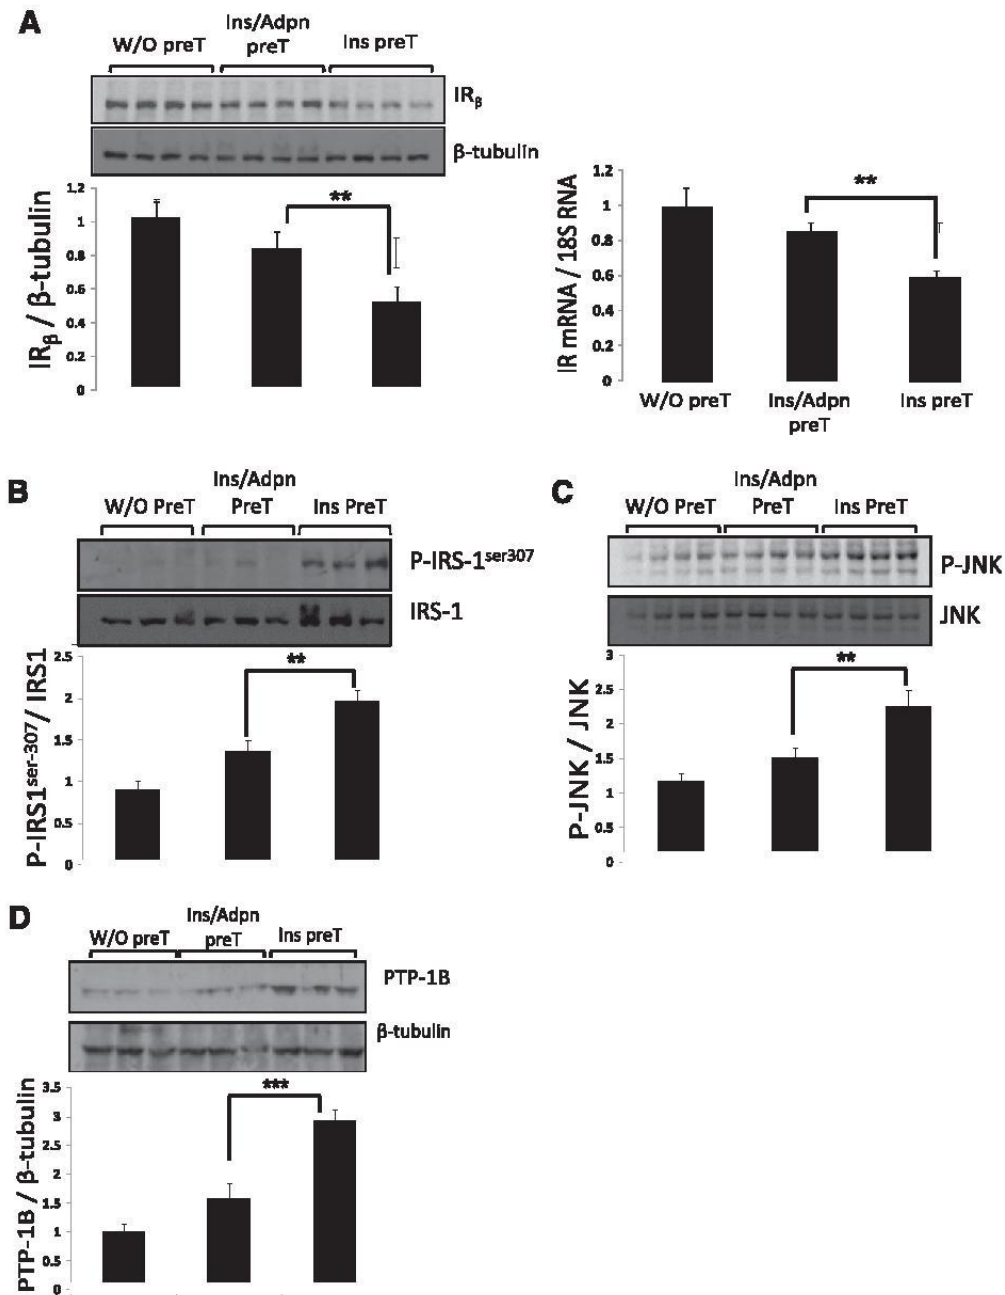 A
W/O preT
Ins/Adpn
preT
Ins preT
IRβ
β-tubulin
**
1.2
1
0.8
0.6
0.4
0.2
0
IRβ / β-tubulin
**
1.2
1
0.8
0.6
0.4
0.2
0
IR mRNA / 18S RNA
W/O preT
Ins/Adpn
preT
Ins preT
B
W/O PreT
Ins/Adpn
PreT
Ins PreT
P-IRS-1ser307
IRS-1
**
2.5
2
1.5
1
0.5
0
P-IRS1ser-307/ IRS1
C
W/O PreT
Ins/Adpn
PreT
Ins PreT
P-JNK
JNK
**
3
2.5
2
1.5
1
0.5
0
P-JNK / JNK
D
W/O preT
Ins/Adpn
preT
Ins preT
PTP-1B
β-tubulin
***
3.5
3
2.5
2
1.5
1
0.5
0
PTP-1B / β-tubulin